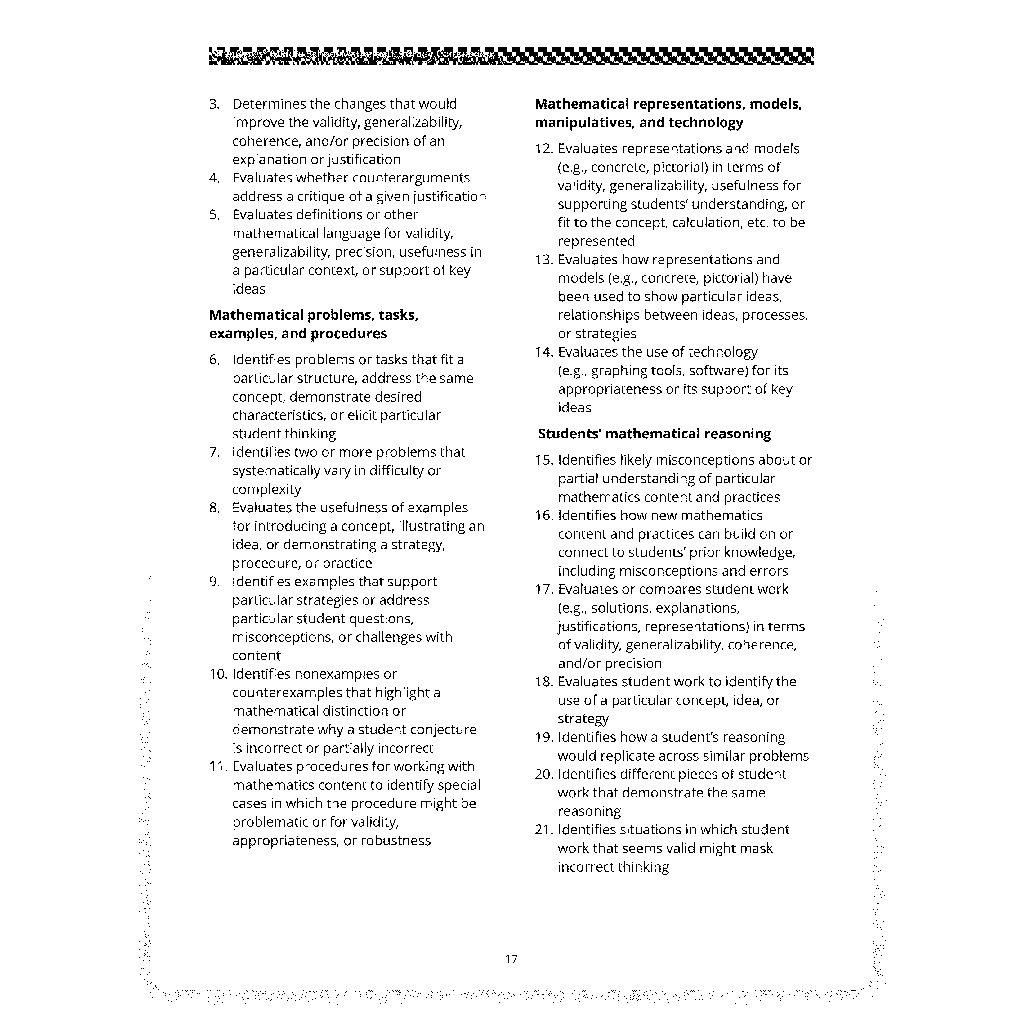 3. Determines the changes that would
improve the validity, generalizability,
coherence, and/or precision of an
explanation or justification
4. Evaluates whether counterarguments
address a critique of a given justification
5. Evaluates definitions or other
mathematical language for validity,
generalizability, precision, usefulness in
a particular context, or support of key
ideas
Mathematical problems, tasks,
examples, and procedures
6. Identifies problems or tasks that fit a
particular structure, address the same
concept, demonstrate desired
characteristics, or elicit particular
student thinking
7. Identifies two or more problems that
systematically vary in difficulty or
complexity
8. Evaluates the usefulness of examples
for introducing a concept, illustrating an
idea, or demonstrating a strategy,
procedure, or practice
9. Identifies examples that support
particular strategies or address
particular student questions,
misconceptions, or challenges with
content
10. Identifies nonexamples or
counterexamples that highlight a
mathematical distinction or
demonstrate why a student conjecture
is incorrect or partially incorrect
11. Evaluates procedures for working with
mathematics content to identify special
cases in which the procedure might be
problematic or for validity,
appropriateness, or robustness
Mathematical representations, models,
manipulatives, and technology
12. Evaluates representations and models
(e.g., concrete, pictorial) in terms of
validity, generalizability, usefulness for
supporting students' understanding, or
fit to the concept, calculation, etc. to be
represented
13. Evaluates how representations and
models (e.g., concrete, pictorial) have
been used to show particular ideas,
relationships between ideas, processes,
or strategies
14. Evaluates the use of technology
(e.g., graphing tools, software) for its
appropriateness or its support of key
ideas
Students' mathematical reasoning
15. Identifies likely misconceptions about or
partial understanding of particular
mathematics content and practices
16. Identifies how new mathematics
content and practices can build on or
connect to students' prior knowledge,
including misconceptions and errors
17. Evaluates or compares student work
(e.g., solutions, explanations,
justifications, representations) in terms
of validity, generalizability, coherence,
and/or precision
18. Evaluates student work to identify the
use of a particular concept, idea, or
strategy
19. Identifies how a student's reasoning
would replicate across similar problems
20. Identifies different pieces of student
work that demonstrate the same
reasoning
21. Identifies situations in which student
work that seems valid might mask
incorrect thinking
17